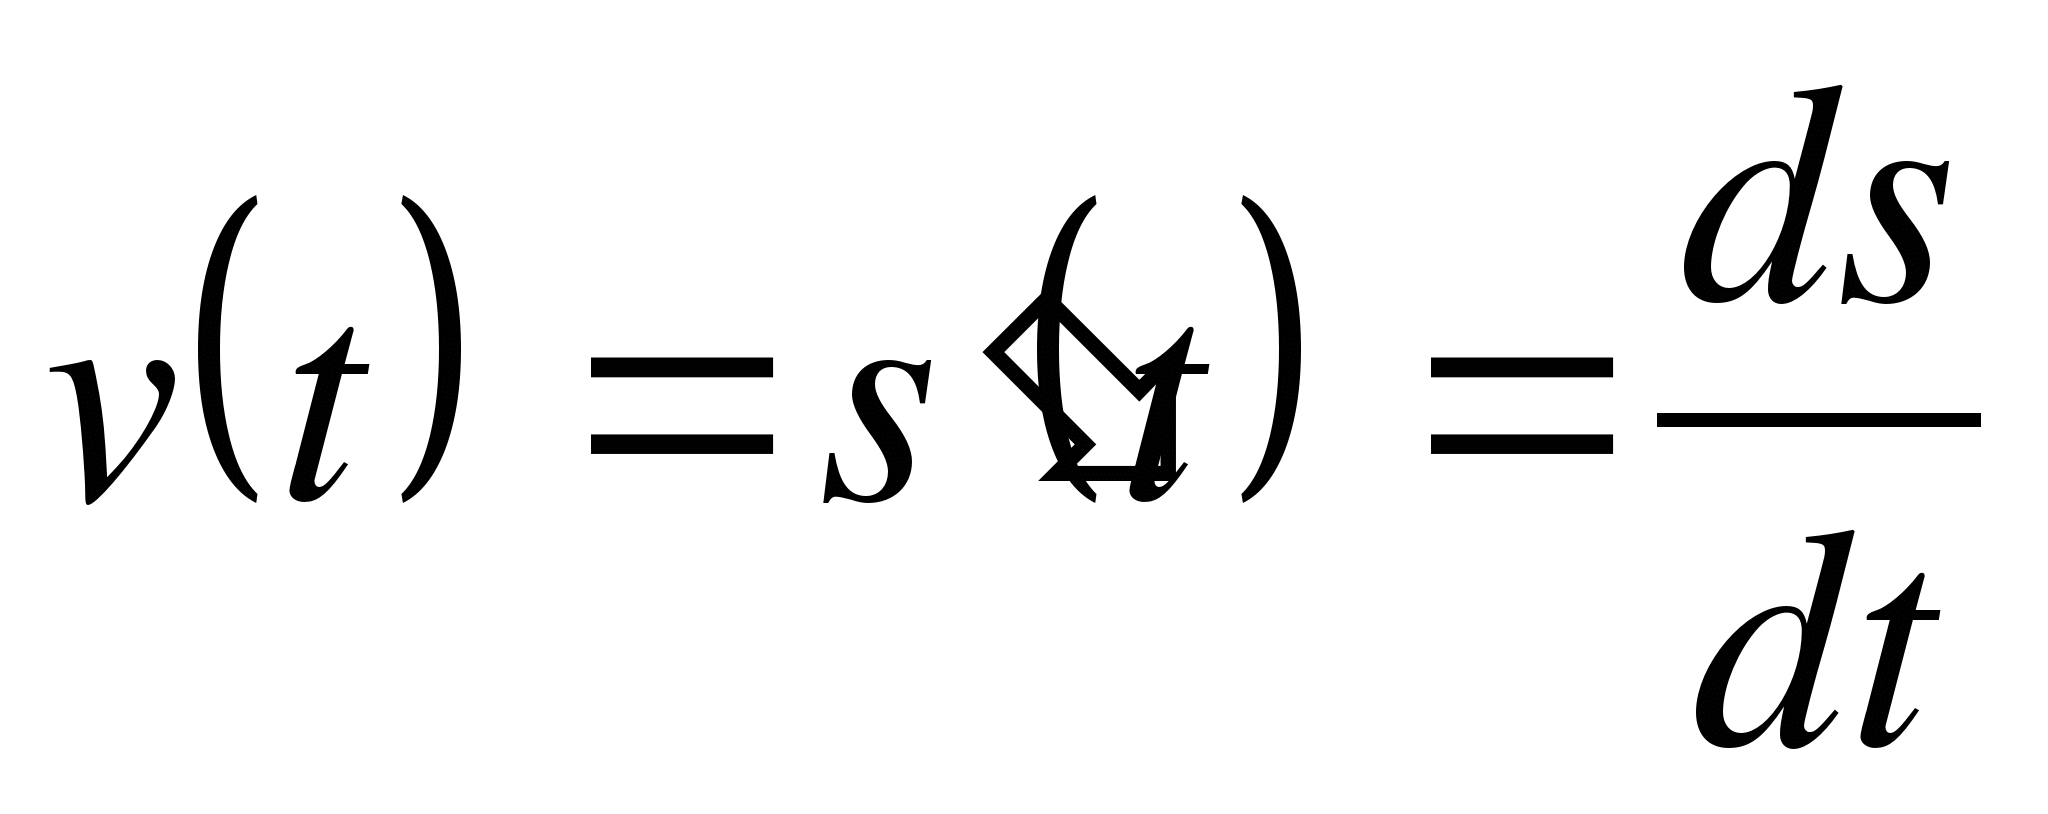 v(t) = s (t) = ds/dt